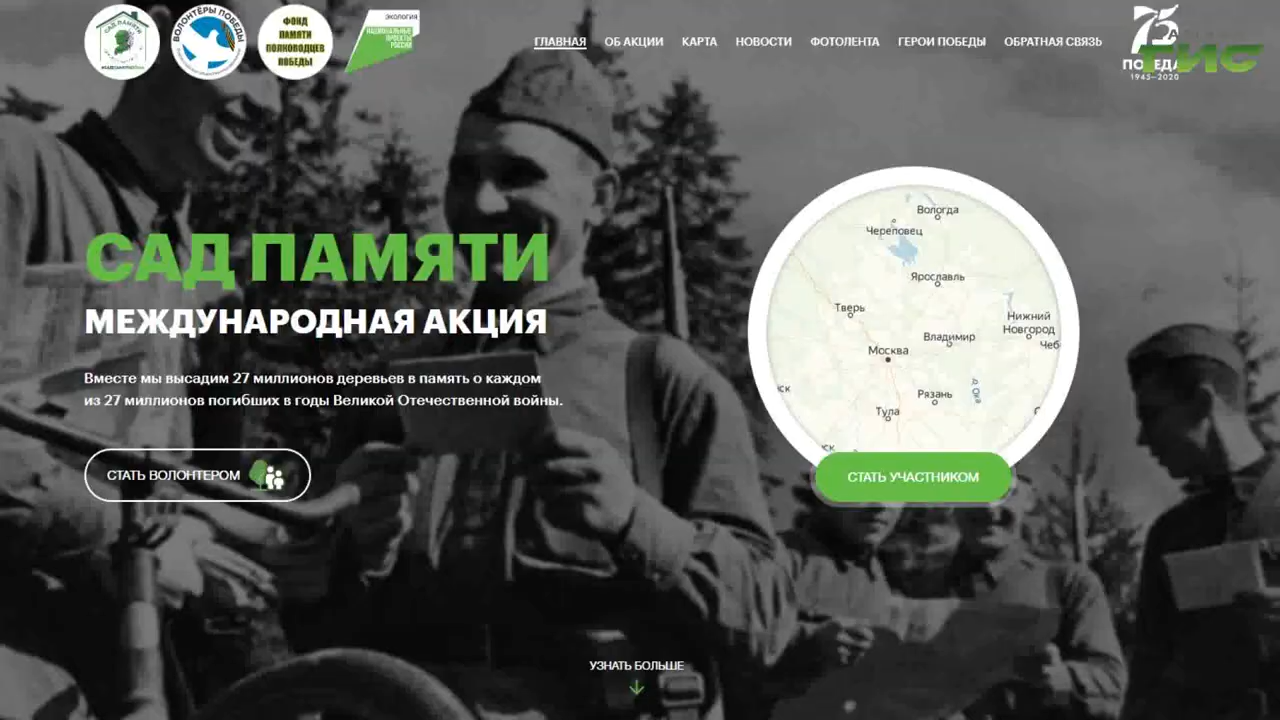 САД ПАМЯТИ
ВОЛОНТЁРЫ ПОБЕДЫ
ФОНД
ПАМЯТИ
ПОЛКОВОДЦЕВ
ПОБЕДЫ
ЭКОЛОГИЯ
НАЦИОНАЛЬНЫЕ
ПРОЕКТЫ
РОССИИ
ГЛАВНАЯ
ОБ АКЦИИ
КАРТА
НОВОСТИ
ФОТОЛЕНТА
ГЕРОИ ПОБЕДЫ
ОБРАТНАЯ СВЯЗЬ
75
ГИС
1945–2020
САД ПАМЯТИ
МЕЖДУНАРОДНАЯ АКЦИЯ
Вместе мы высадим 27 миллионов деревьев в память о каждом
из 27 миллионов погибших в годы Великой Отечественной войны.
СТАТЬ ВОЛОНТЕРОМ
Вологда
Череповец
Ярославль
Тверь
Нижний
Новгород
Владимир
Чеб
Москва
Рязань
р. Ока
Тула
СТАТЬ УЧАСТНИКОМ
УЗНАТЬ БОЛЬШЕ